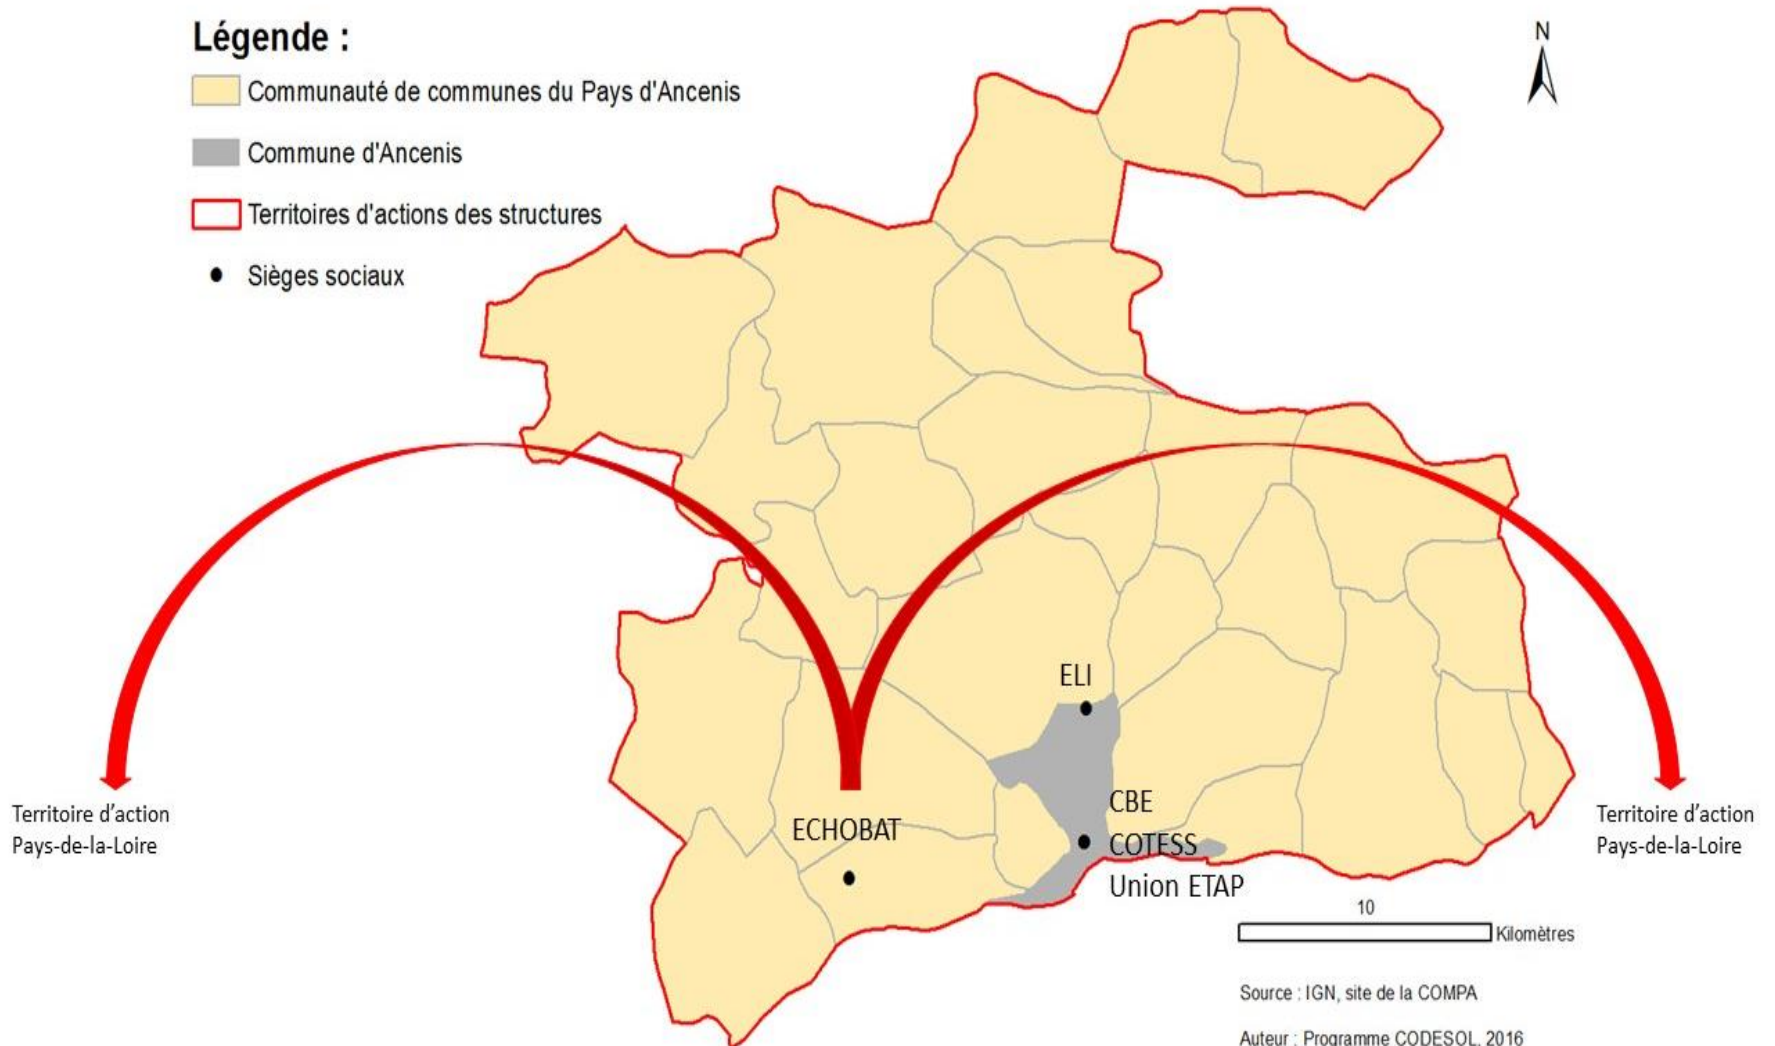 Légende :
Communauté de communes du Pays d'Ancenis
Commune d'Ancenis
Territoires d'actions des structures
Sièges sociaux
N
ELI
CBE
COTESS
Union ETAP
ECHOBAT
Territoire d'action
Pays-de-la-Loire
Territoire d'action
Pays-de-la-Loire
10
Kilomètres
Source : IGN, site de la COMPA
Auteur : Programme CODESOL, 2016